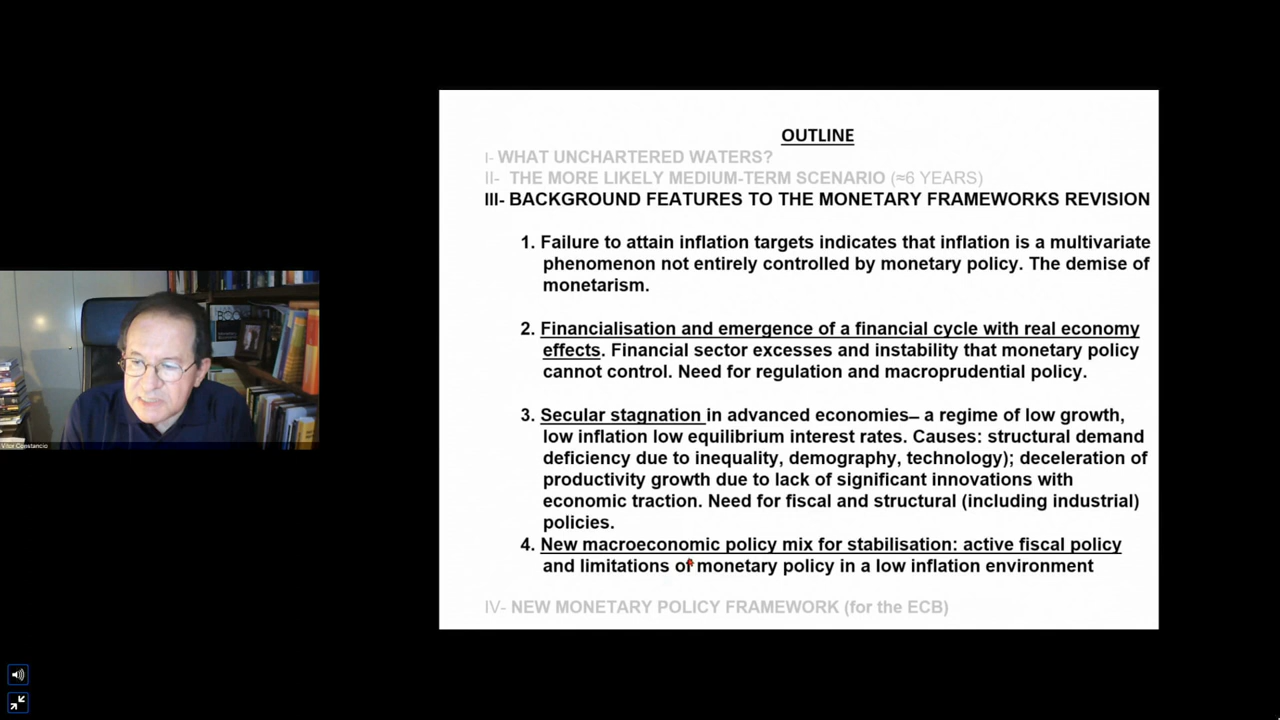 OUTLINE
I- WHAT UNCHARTERED WATERS?
II- THE MORE LIKELY MEDIUM-TERM SCENARIO (≈6 YEARS)
III- BACKGROUND FEATURES TO THE MONETARY FRAMEWORKS REVISION
1. Failure to attain inflation targets indicates that inflation is a multivariate
phenomenon not entirely controlled by monetary policy. The demise of
monetarism.
2. Financialisation and emergence of a financial cycle with real economy
effects. Financial sector excesses and instability that monetary policy
cannot control. Need for regulation and macroprudential policy.
3. Secular stagnation in advanced economies– a regime of low growth,
low inflation low equilibrium interest rates. Causes: structural demand
deficiency due to inequality, demography, technology); deceleration of
productivity growth due to lack of significant innovations with
economic traction. Need for fiscal and structural (including industrial)
policies.
4. New macroeconomic policy mix for stabilisation: active fiscal policy
and limitations of monetary policy in a low inflation environment
IV- NEW MONETARY POLICY FRAMEWORK (for the ECB)
Vitor Constancio